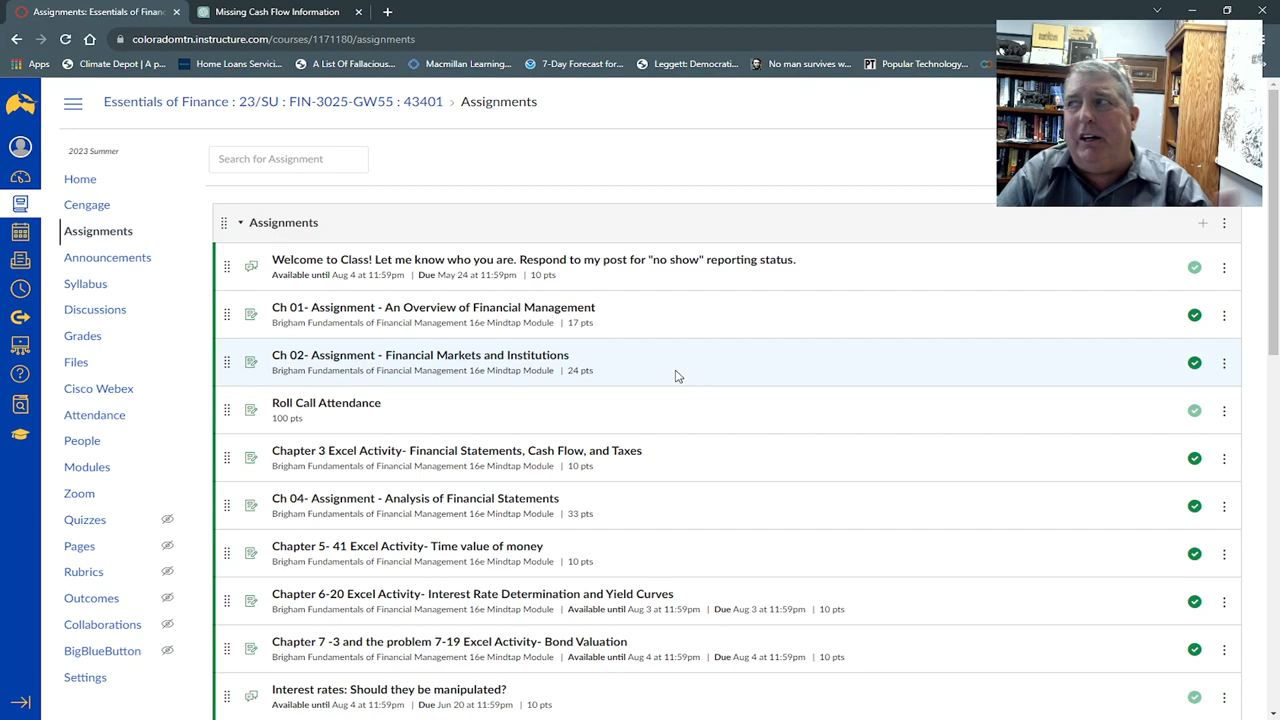 Assignments: Essentials of Finan
Missing Cash Flow Information
coloradomtn.instructure.com/courses/1171180/assignments
Apps
Climate Depot | A p...
Home Loans Servic...
A List Of Fallacious...
Macmillan Learning...
7-Day Forecast for...
Leggett: Democrati...
No man survives w...
Popular Technology...
Essentials of Finance : 23/SU : FIN-3025-GW55 : 43401 > Assignments
2023 Summer
Home
Cengage
Assignments
Announcements
Syllabus
Discussions
Grades
Files
Cisco Webex
Attendance
People
Modules
Zoom
Quizzes
Pages
Rubrics
Outcomes
Collaborations
BigBlueButton
Settings
Search for Assignment
Assignments
Welcome to Class! Let me know who you are. Respond to my post for "no show" reporting status.
Available until Aug 4 at 11:59pm | Due May 24 at 11:59pm | 10 pts
Ch 01- Assignment - An Overview of Financial Management
Brigham Fundamentals of Financial Management 16e Mindtap Module | 17 pts
Ch 02- Assignment - Financial Markets and Institutions
Brigham Fundamentals of Financial Management 16e Mindtap Module | 24 pts
Roll Call Attendance
100 pts
Chapter 3 Excel Activity- Financial Statements, Cash Flow, and Taxes
Brigham Fundamentals of Financial Management 16e Mindtap Module | 10 pts
Ch 04- Assignment - Analysis of Financial Statements
Brigham Fundamentals of Financial Management 16e Mindtap Module | 33 pts
Chapter 5- 41 Excel Activity- Time value of money
Brigham Fundamentals of Financial Management 16e Mindtap Module | 10 pts
Chapter 6-20 Excel Activity- Interest Rate Determination and Yield Curves
Brigham Fundamentals of Financial Management 16e Mindtap Module | Available until Aug 3 at 11:59pm | Due Aug 3 at 11:59pm | 10 pts
Chapter 7 -3 and the problem 7-19 Excel Activity- Bond Valuation
Brigham Fundamentals of Financial Management 16e Mindtap Module | Available until Aug 4 at 11:59pm | Due Aug 4 at 11:59pm | 10 pts
Interest rates: Should they be manipulated?
Available until Aug 4 at 11:59pm | Due Jun 20 at 11:59pm | 10 pts